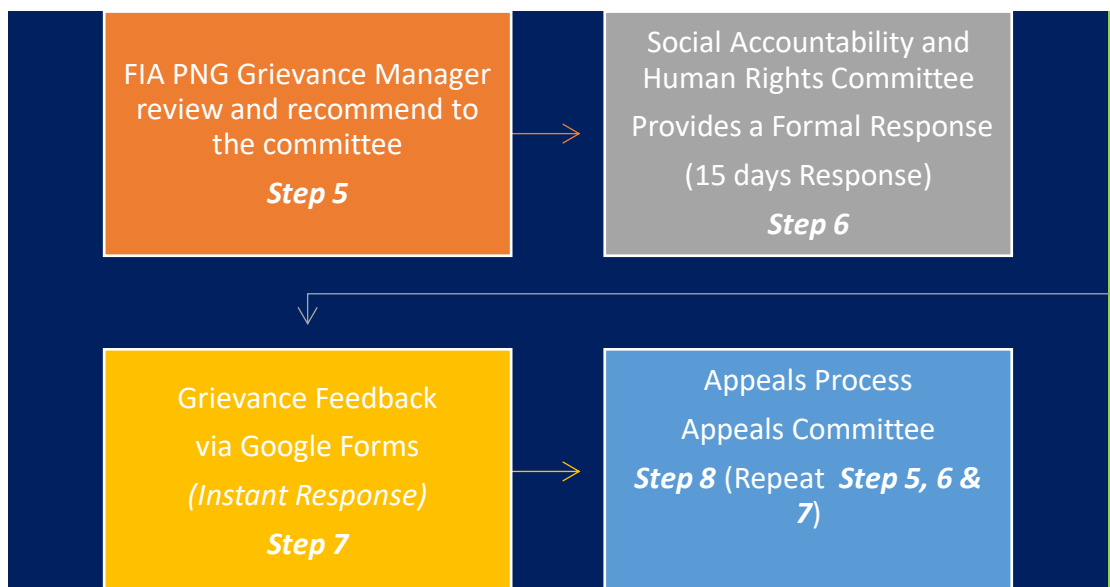 FIA PNG Grievance Manager
review and recommend to
the committee
Step 5
Social Accountability and
Human Rights Committee
Provides a Formal Response
(15 days Response)
Step 6
Grievance Feedback
via Google Forms
(Instant Response)
Step 7
Appeals Process
Appeals Committee
Step 8 (Repeat Step 5, 6 &
7)